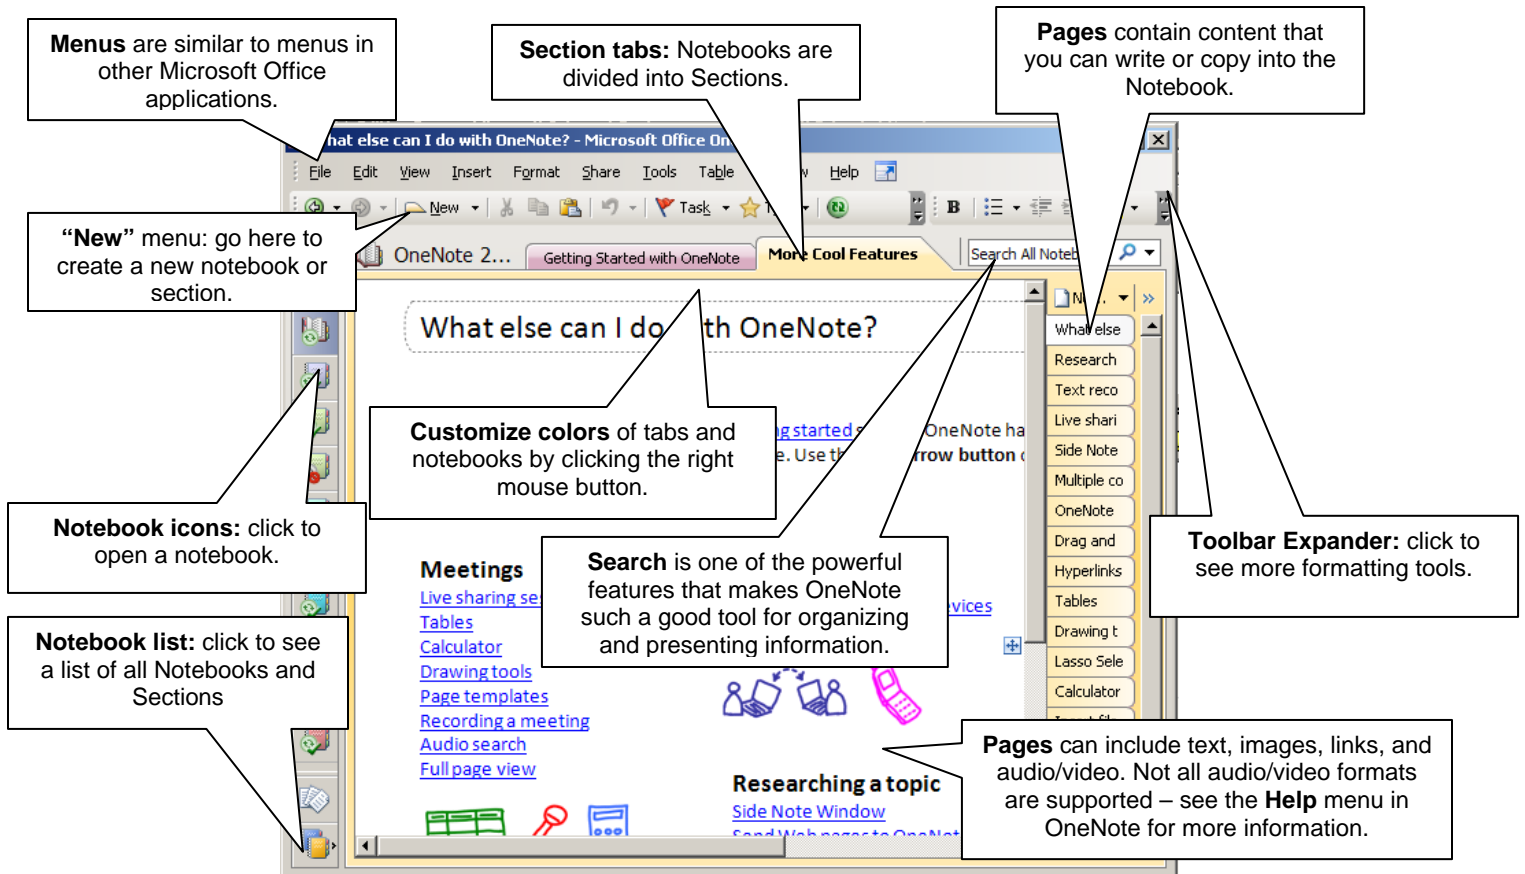 Menus are similar to menus in
other Microsoft Office
applications.
Section tabs: Notebooks are
divided into Sections.
Pages contain content that
you can write or copy into the
Notebook.
hat else can I do with OneNote? - Microsoft Office On
File Edit View Insert Format Share Tools Table Help
New Task
"New" menu: go here to
create a new notebook or
section.
OneNote 2... Getting Started with OneNote More Cool Features Search All Noteb
What else can I do with OneNote?
What else
Research
Text reco
Live shari
Side Note
Multiple co
OneNote
Drag and
Hyperlinks
Tables
Drawing t
Lasso Sele
Calculator
Customize colors of tabs and
notebooks by clicking the right
mouse button.
ng started OneNote ha
e. Use th rrow button
Notebook icons: click to
open a notebook.
Search is one of the powerful
features that makes OneNote
such a good tool for organizing
and presenting information.
Toolbar Expander: click to
see more formatting tools.
Meetings
Live sharing se
Tables
Calculator
Drawing tools
Page templates
Recording a meeting
Audio search
Full page view
vices
Notebook list: click to see
a list of all Notebooks and
Sections
Pages can include text, images, links, and
audio/video. Not all audio/video formats
are supported – see the Help menu in
OneNote for more information.
Researching a topic
Side Note Window
Send Web pages to OneNot